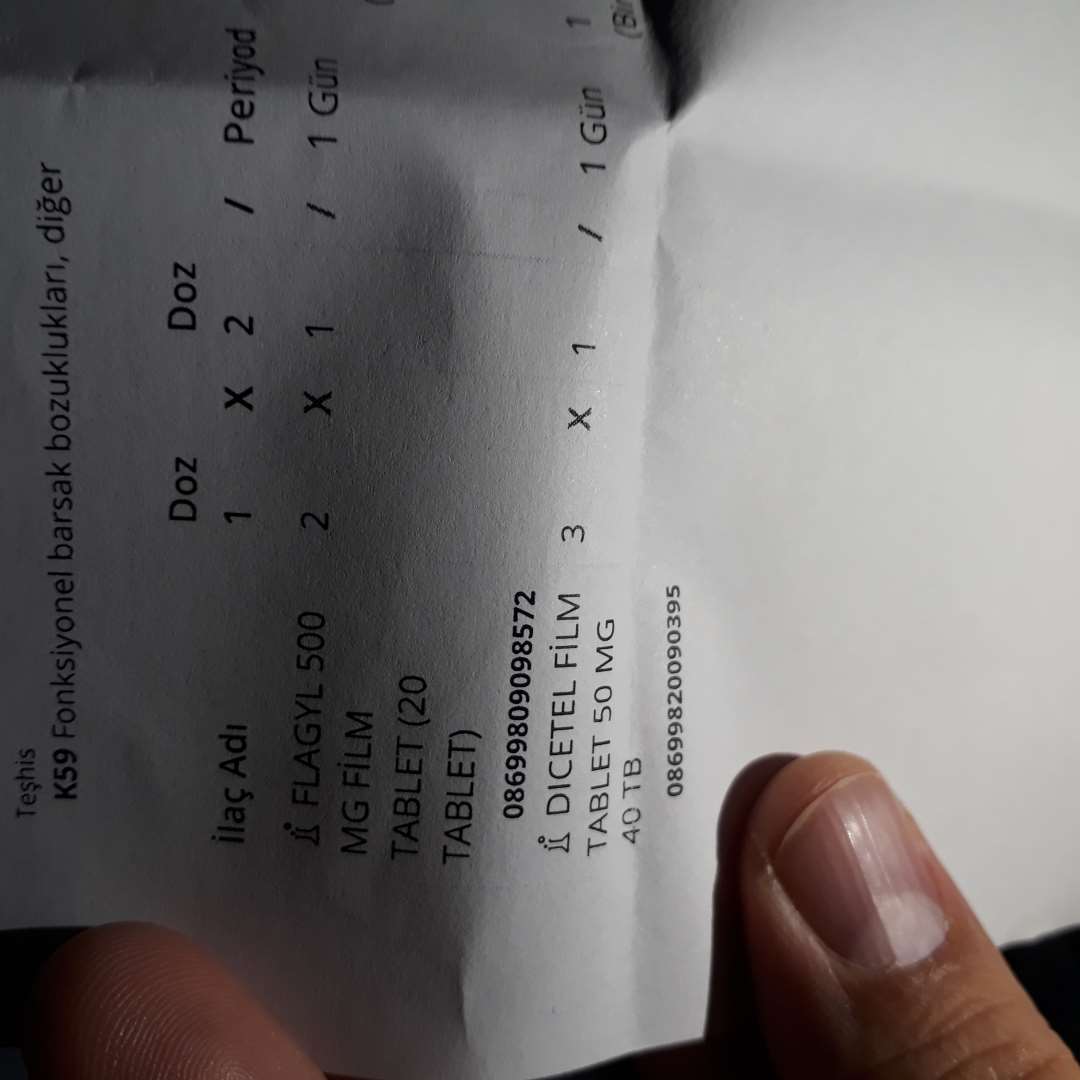 Teşhis
K59 Fonksiyonel barsak bozuklukları, diğer
Doz Doz
İlaç Adı 1 X 2 / Periyod
FLAGYL 500 2 X 1 / 1 Gün
MG FİLM
TABLET (20
TABLET)
08699809098572
DICETEL FİLM 3 X 1 / 1 Gün 1
TABLET 50 MG
40 TB
08699820090395